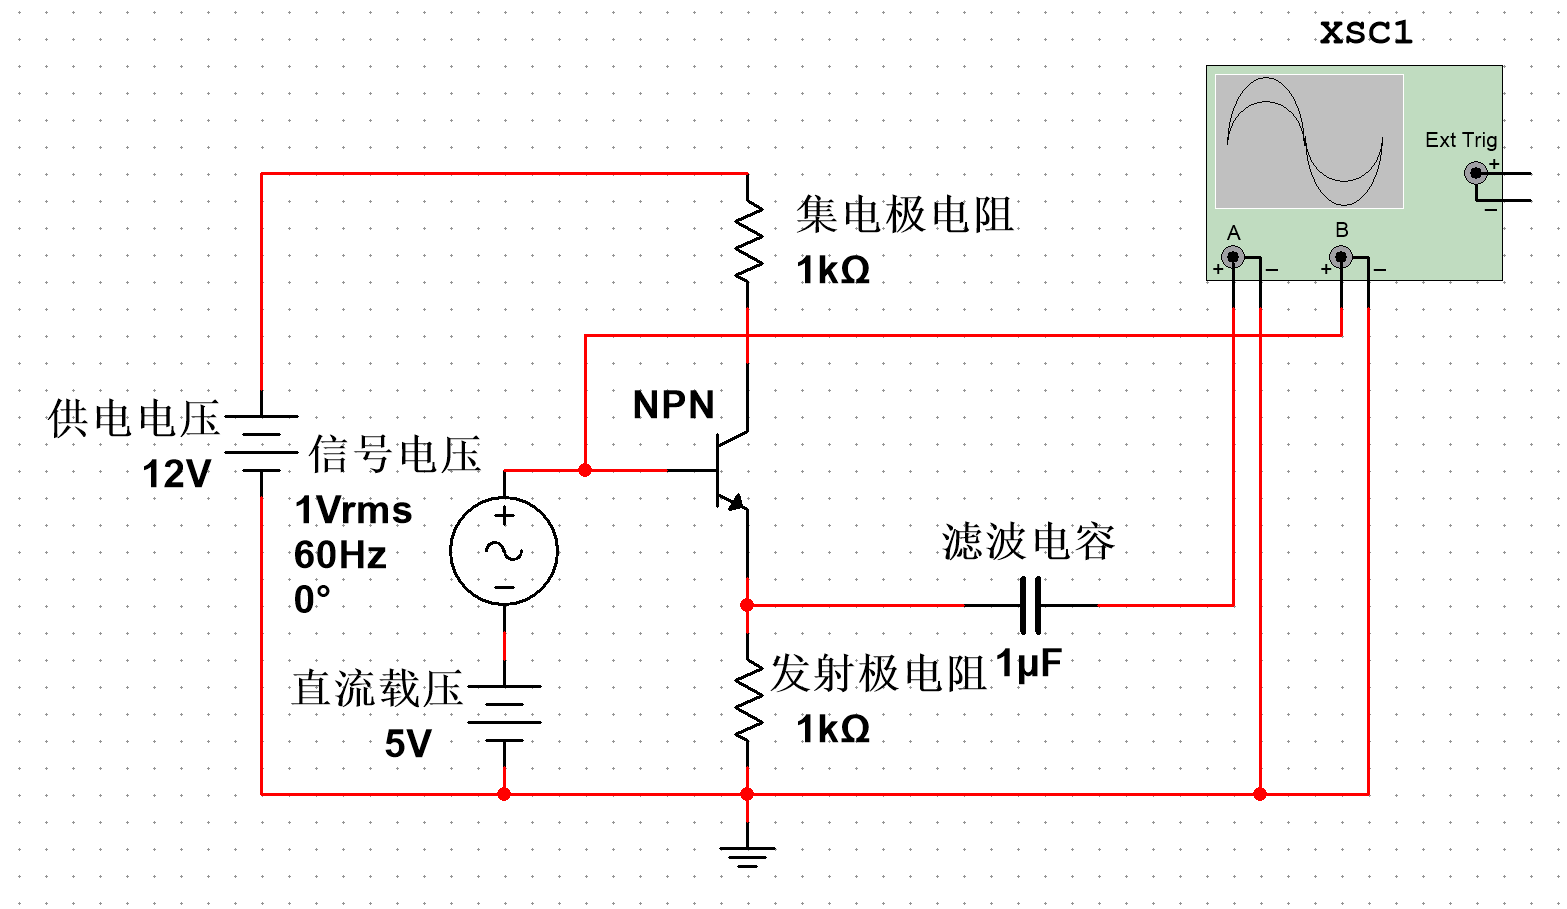 XSC1
Ext Trig
+
−
A
B
+
−
+
−
集电极电阻
1kΩ
NPN
供电电压
12V
信号电压
1Vrms
60Hz
0°
+
−
滤波电容
1µF
直流载压
5V
发射极电阻
1kΩ